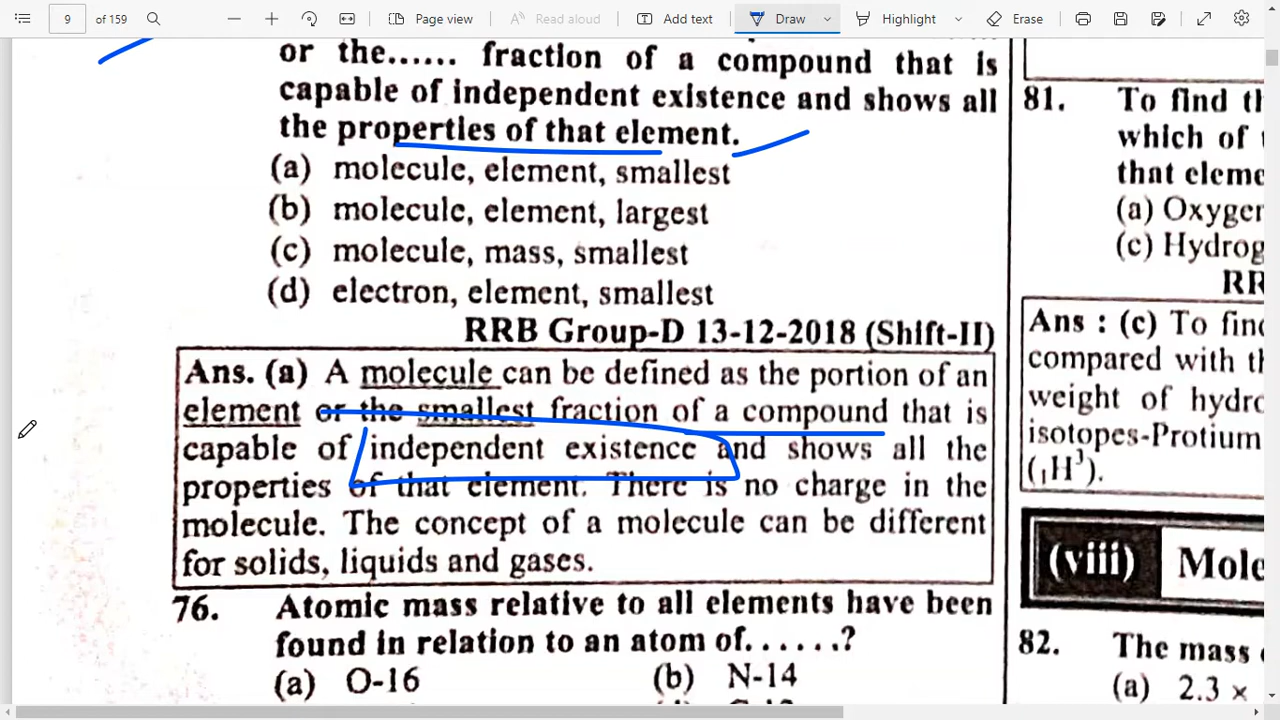 9 of 159 Page view Read aloud Add text Draw Highlight Erase
or the...... fraction of a compound that is
capable of independent existence and shows all
the properties of that element.
(a) molecule, element, smallest
(b) molecule, element, largest
(c) molecule, mass, smallest
(d) electron, element, smallest
RRB Group-D 13-12-2018 (Shift-II)
Ans. (a) A molecule can be defined as the portion of an
element or the smallest fraction of a compound that is
capable of independent existence and shows all the
properties of that element. There is no charge in the
molecule. The concept of a molecule can be different
for solids, liquids and gases.
76. Atomic mass relative to all elements have been
found in relation to an atom of......?
(a) O-16 (b) N-14
81. To find th
which of
that eleme
(a) Oxyger
(c) Hydrog
RR
Ans : (c) To find
compared with th
weight of hydro
isotopes-Protium
(₁H³).
(viii) Mole
82. The mass
(a) 2.3 ×